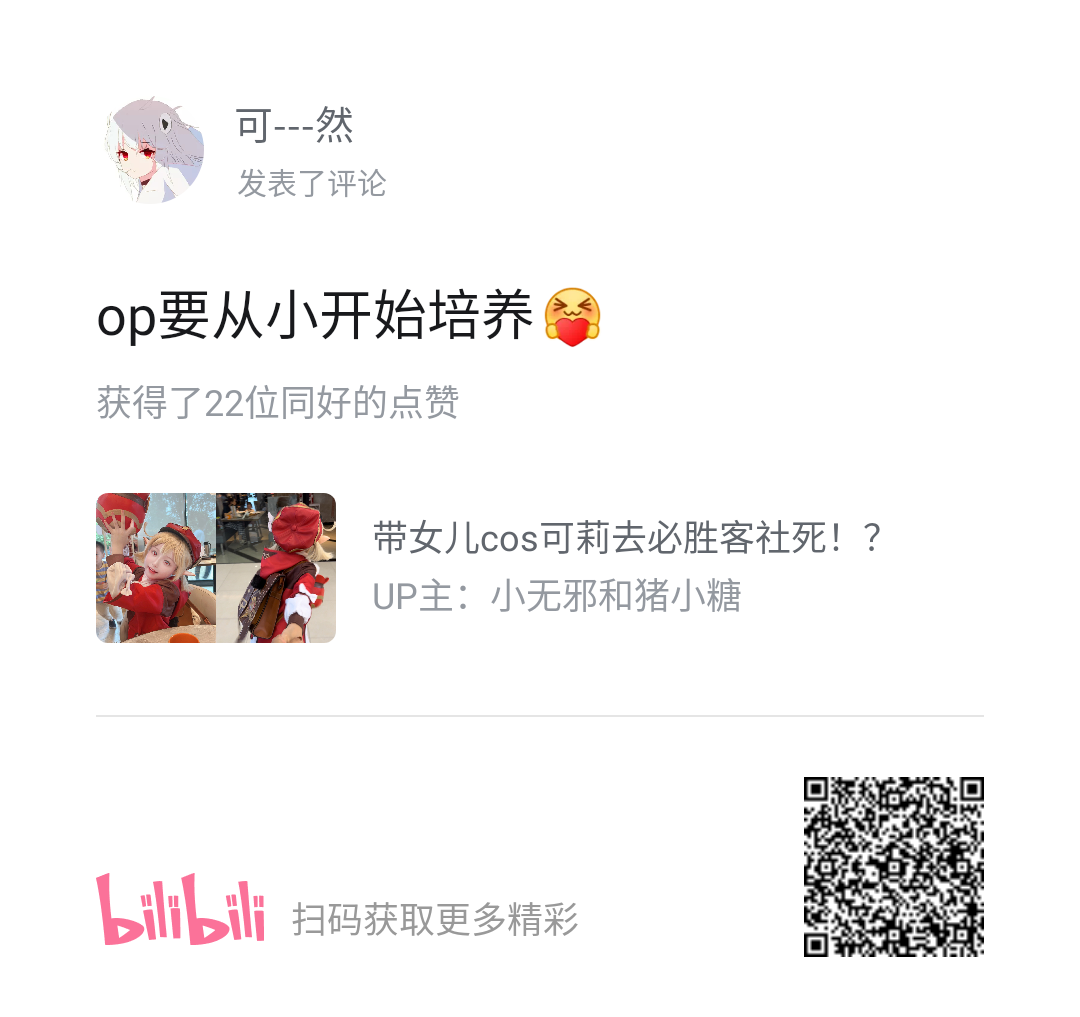 可---然
发表了评论
op要从小开始培养
获得了22位同好的点赞
带女儿cos可莉去必胜客社死！？
UP主：小无邪和猪小糖
bilibili 扫码获取更多精彩